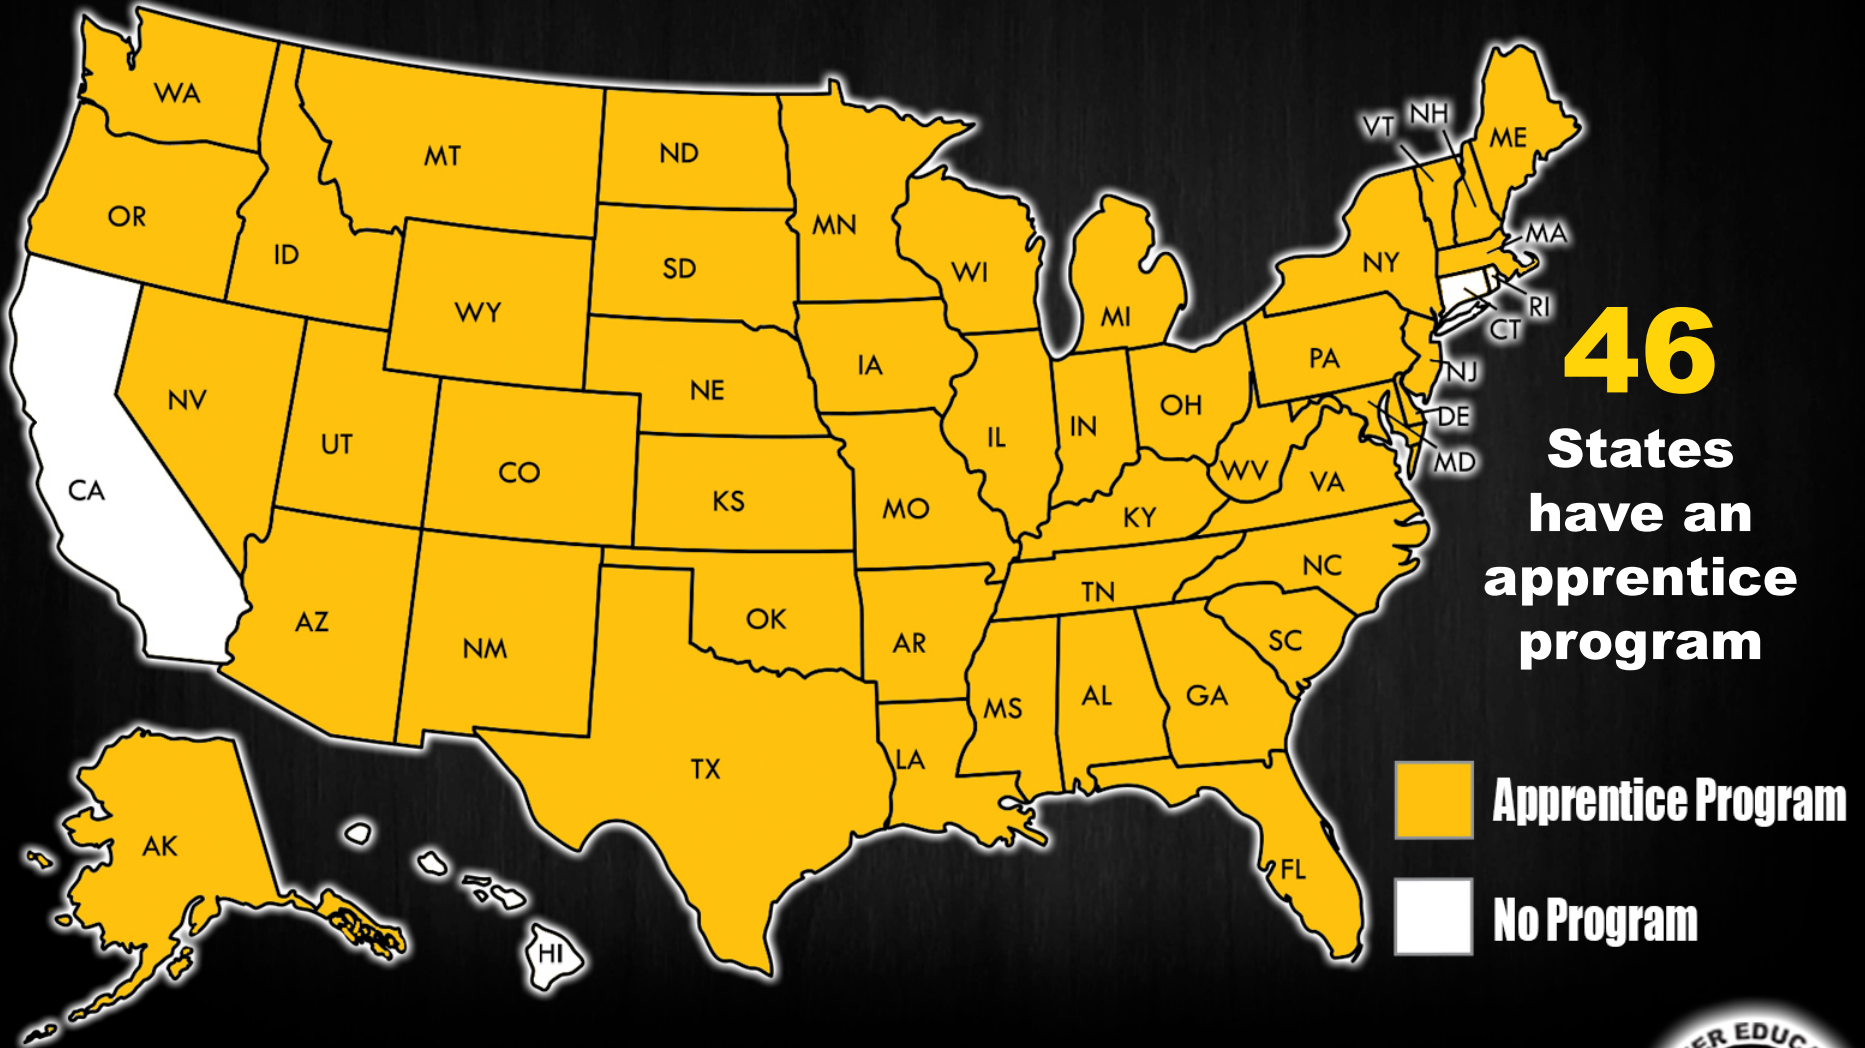 WA
MT
ND
MN
OR
ID
SD
WI
MI
WY
VT
NH
ME
NY
MA
RI
CT
NJ
PA
DE
MD
IA
NE
NV
UT
CO
KS
MO
IL
IN
OH
WV
VA
KY
CA
AZ
NM
OK
AR
TN
NC
SC
MS
AL
GA
LA
TX
FL
AK
HI
46
States
have an
apprentice
program
Apprentice Program
No Program